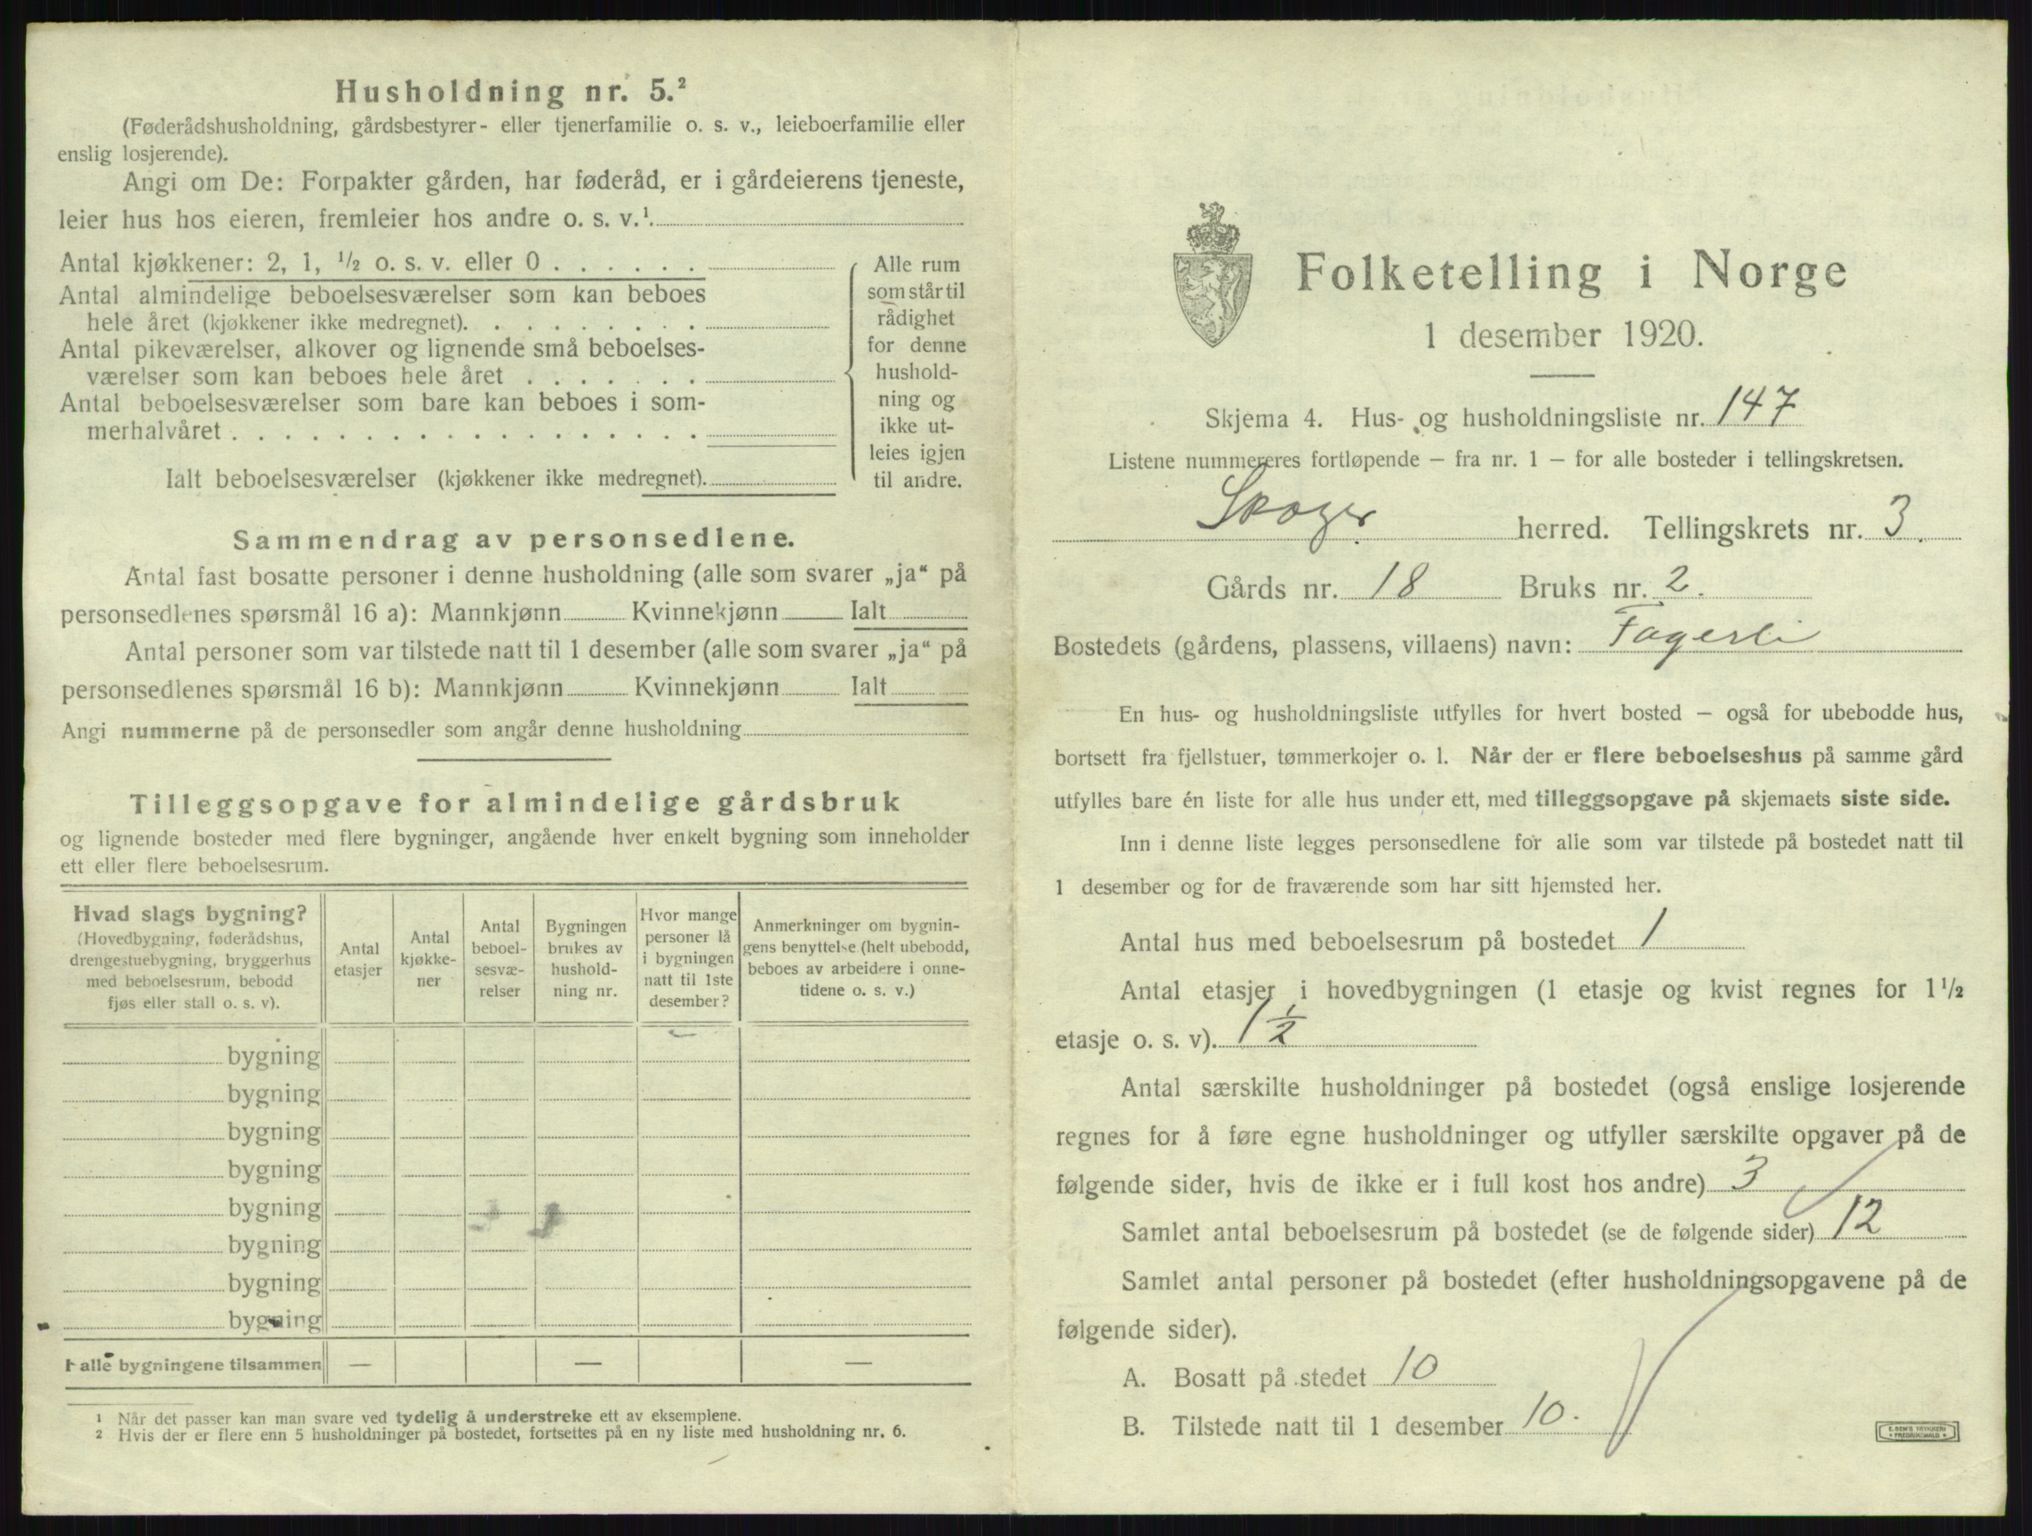 Husholdning nr. 5.²
(Føderådshusholdning, gårdsbestyrer- eller tjenerfamilie o. s. v., leieboerfamilie eller
enslig losjerende).
Angi om De: Forpakter gården, har føderåd, er i gårdeierens tjeneste,
leier hus hos eieren, fremleier hos andre o. s. v.¹
Antal kjøkkener: 2, 1, ½ o. s. v. eller 0 . . . . . .
Antal almindelige beboelsesværelser som kan beboes
hele året (kjøkkener ikke medregnet). . . . . . . . .
Antal pikeværelser, alkover og lignende små beboelses-
værelser som kan beboes hele året . . . . . . .
Antal beboelsesværelser som bare kan beboes i som-
merhalvåret . . . . . . . . . . . . . . . . . .
Ialt beboelsesværelser (kjøkkener ikke medregnet).
Alle rum
som står til
rådighet
for denne
hushold-
ning og
ikke ut-
leies igjen
til andre.
Sammendrag av personsedlene.
Antal fast bosatte personer i denne husholdning (alle som svarer „ja“ på
personsedlenes spørsmål 16 a): Mannkjønn Kvinnekjønn Ialt
Antal personer som var tilstede natt til 1 desember (alle som svarer „ja“ på
personsedlenes spørsmål 16 b): Mannkjønn Kvinnekjønn Ialt
Angi nummerne på de personsedler som angår denne husholdning
Tilleggsopgave for almindelige gårdsbruk
og lignende bosteder med flere bygninger, angående hver enkelt bygning som inneholder
ett eller flere beboelsesrum.
Hvad slags bygning?
(Hovedbygning, føderådshus,
drengestuebygning, bryggerhus
med beboelsesrum, bebodd
fjøs eller stall o. s. v).
Antal
etasjer
Antal
kjøkke-
ner
Antal
beboel-
sesvæ-
relser
Bygningen
brukes av
hushold-
ning nr.
Hvor mange
personer lå
i bygningen
natt til 1ste
desember?
Anmerkninger om bygnin-
gens benyttelse (helt ubebodd,
beboes av arbeidere i onne-
tidene o. s. v.)
bygning
bygning
bygning
bygning
bygning
bygning
bygning
bygning
I alle bygningene tilsammen — — —
¹ Når det passer kan man svare ved tydelig å understreke ett av eksemplene.
² Hvis der er flere enn 5 husholdninger på bostedet, fortsettes på en ny liste med husholdning nr. 6.
Folketelling i Norge
1 desember 1920.
Skjema 4. Hus- og husholdningsliste nr. 147
Listene nummereres fortløpende – fra nr. 1 – for alle bosteder i tellingskretsen.
Skoger herred. Tellingskrets nr. 3.
Gårds nr. 18 Bruks nr. 2.
Bostedets (gårdens, plassens, villaens) navn: Fagerli
En hus- og husholdningsliste utfylles for hvert bosted – også for ubebodde hus,
bortsett fra fjellstuer, tømmerkojer o. l. Når der er flere beboelseshus på samme gård
utfylles bare én liste for alle hus under ett, med tilleggsopgave på skjemaets siste side.
Inn i denne liste legges personsedlene for alle som var tilstede på bostedet natt til
1 desember og for de fraværende som har sitt hjemsted her.
Antal hus med beboelsesrum på bostedet 1
Antal etasjer i hovedbygningen (1 etasje og kvist regnes for 1½
etasje o. s. v). 1½
Antal særskilte husholdninger på bostedet (også enslige losjerende
regnes for å føre egne husholdninger og utfyller særskilte opgaver på de
følgende sider, hvis de ikke er i full kost hos andre) 3
Samlet antal beboelsesrum på bostedet (se de følgende sider) 12
Samlet antal personer på bostedet (efter husholdningsopgavene på de
følgende sider).
A. Bosatt på stedet 10
B. Tilstede natt til 1 desember 10.
E. SEM'S TRYKKERI
FREDRIKSHALD